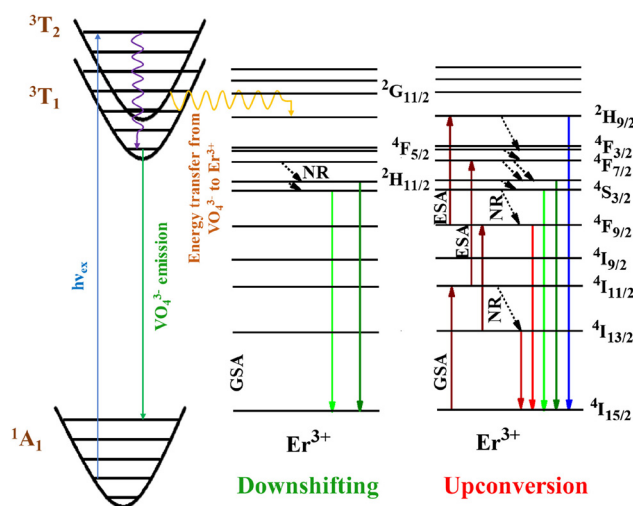 ³T₂
³T₁
hνₑₓ
VO₄³⁻ emission
Energy transfer from
VO₄³⁻ to Er³⁺
¹A₁
²G₁₁/₂
⁴F₅/₂
NR
²H₁₁/₂
GSA
Er³⁺
Downshifting
²H₉/₂
⁴F₃/₂
⁴F₇/₂
⁴S₃/₂
⁴F₉/₂
⁴I₉/₂
⁴I₁₁/₂
⁴I₁₃/₂
⁴I₁₅/₂
ESA
ESA
NR
NR
GSA
Er³⁺
Upconversion